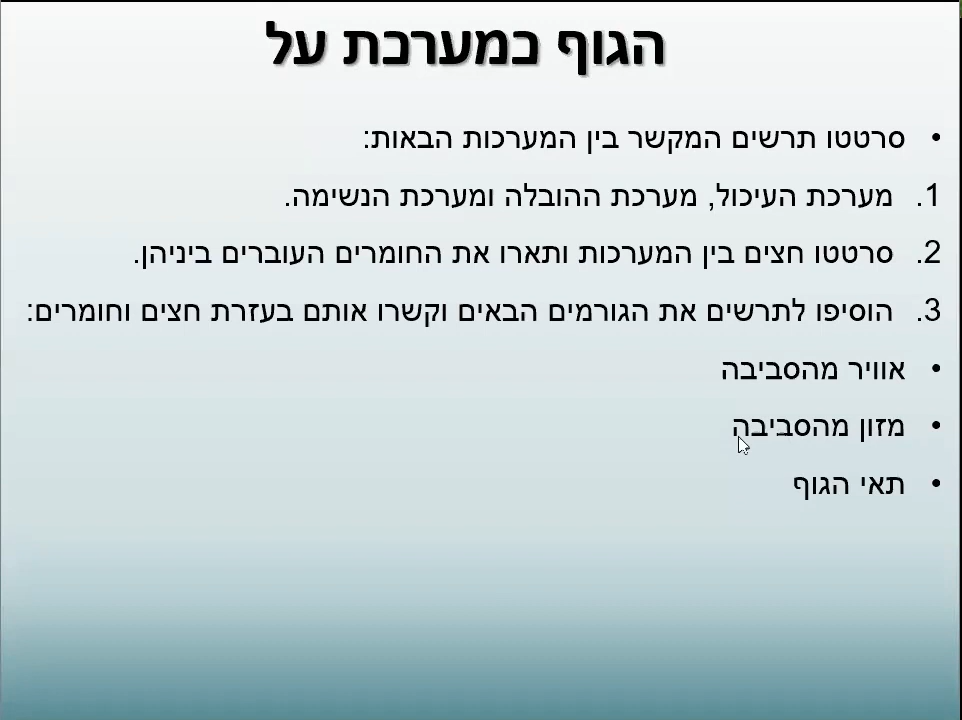 הגוף כמערכת על
• סרטטו תרשים המקשר בין המערכות הבאות:
1. מערכת העיכול, מערכת ההובלה ומערכת הנשימה.
2. סרטטו חצים בין המערכות ותארו את החומרים העוברים ביניהן.
3. הוסיפו לתרשים את הגורמים הבאים וקשרו אותם בעזרת חצים וחומרים:
• אוויר מהסביבה
• מזון מהסביבה
• תאי הגוף